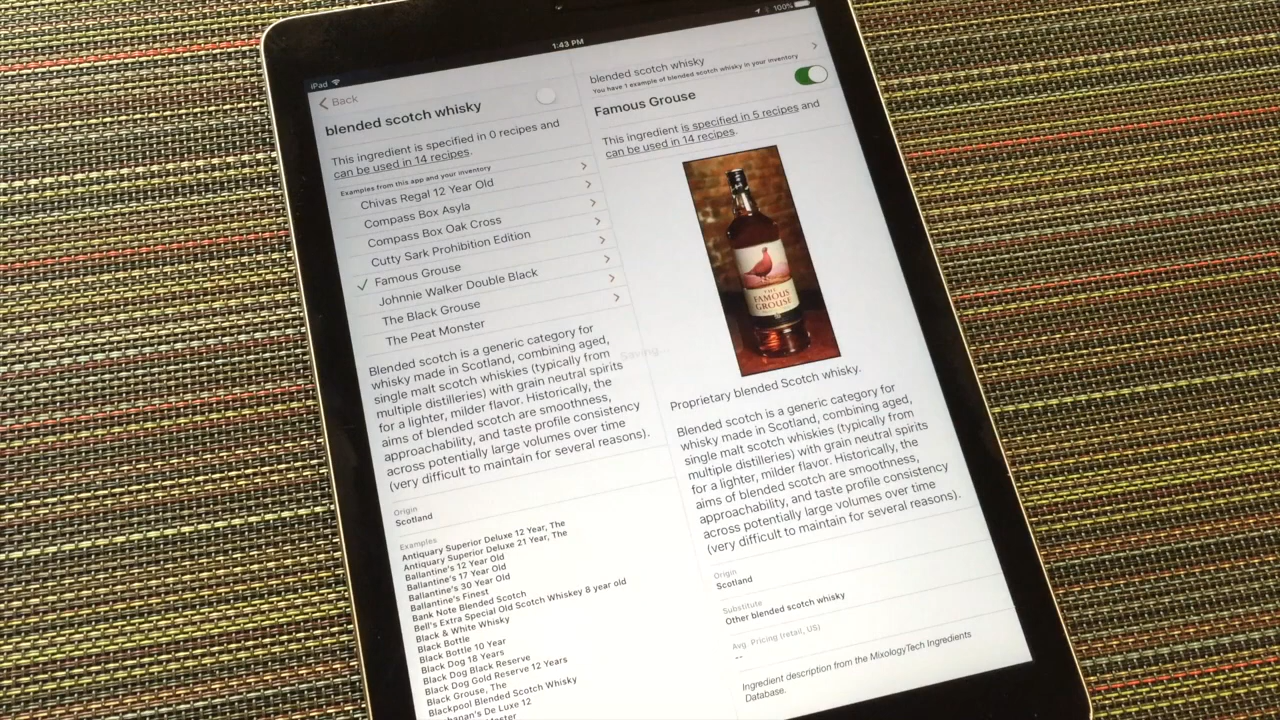 iPad
1:43 PM
100%
Back
blended scotch whisky
This ingredient is specified in 0 recipes and
can be used in 14 recipes.
Examples from this app and your inventory
Chivas Regal 12 Year Old
Compass Box Asyla
Compass Box Oak Cross
Cutty Sark Prohibition Edition
Famous Grouse
Johnnie Walker Double Black
The Black Grouse
The Peat Monster
Blended scotch is a generic category for
whisky made in Scotland, combining aged,
single malt scotch whiskies (typically from
multiple distilleries) with grain neutral spirits
for a lighter, milder flavor. Historically, the
aims of blended scotch are smoothness,
approachability, and taste profile consistency
across potentially large volumes over time
(very difficult to maintain for several reasons).
Origin
Scotland
Examples
Antiquary Superior Deluxe 12 Year, The
Antiquary Superior Deluxe 21 Year, The
Ballantine's 12 Year Old
Ballantine's 17 Year Old
Ballantine's 30 Year Old
Ballantine's Finest
Bank Note Blended Scotch
Bell's Extra Special Old Scotch Whiskey 8 year old
Black & White Whisky
Black Bottle
Black Bottle 10 Year
Black Dog 18 Years
Black Dog Black Reserve
Black Dog Gold Reserve 12 Years
Black Grouse, The
Blackpool Blended Scotch Whisky
De Luxe 12
Saving...
blended scotch whisky
You have 1 example of blended scotch whisky in your inventory
Famous Grouse
This ingredient is specified in 5 recipes and
can be used in 14 recipes.
THE
FAMOUS
GROUSE
Proprietary blended Scotch whisky.
Blended scotch is a generic category for
whisky made in Scotland, combining aged,
single malt scotch whiskies (typically from
multiple distilleries) with grain neutral spirits
for a lighter, milder flavor. Historically, the
aims of blended scotch are smoothness,
approachability, and taste profile consistency
across potentially large volumes over time
(very difficult to maintain for several reasons).
Origin
Scotland
Substitute
Other blended scotch whisky
Avg Pricing (retail, US)
--
Ingredient description from the MixologyTech Ingredients
Database.